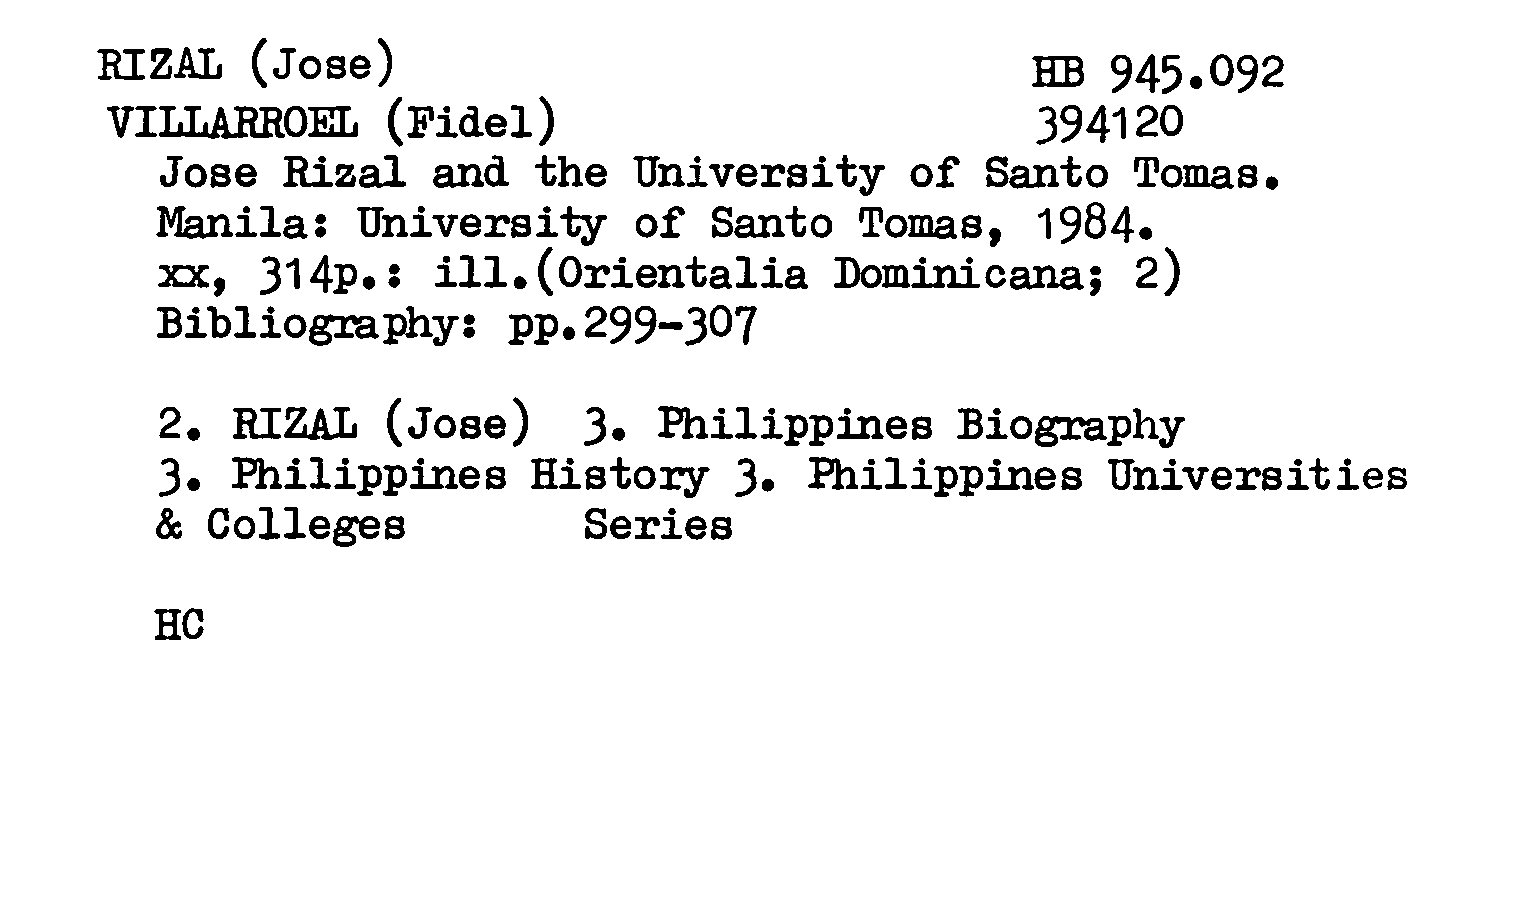 RIZAL (Jose) HB 945.092
VILLARROEL (Fidel) 394120
Jose Rizal and the University of Santo Tomas.
Manila: University of Santo Tomas, 1984.
xx, 314p.: ill.(Orientalia Dominicana; 2)
Bibliography: pp.299-307
2. RIZAL (Jose) 3. Philippines Biography
3. Philippines History 3. Philippines Universities
& Colleges Series
HC